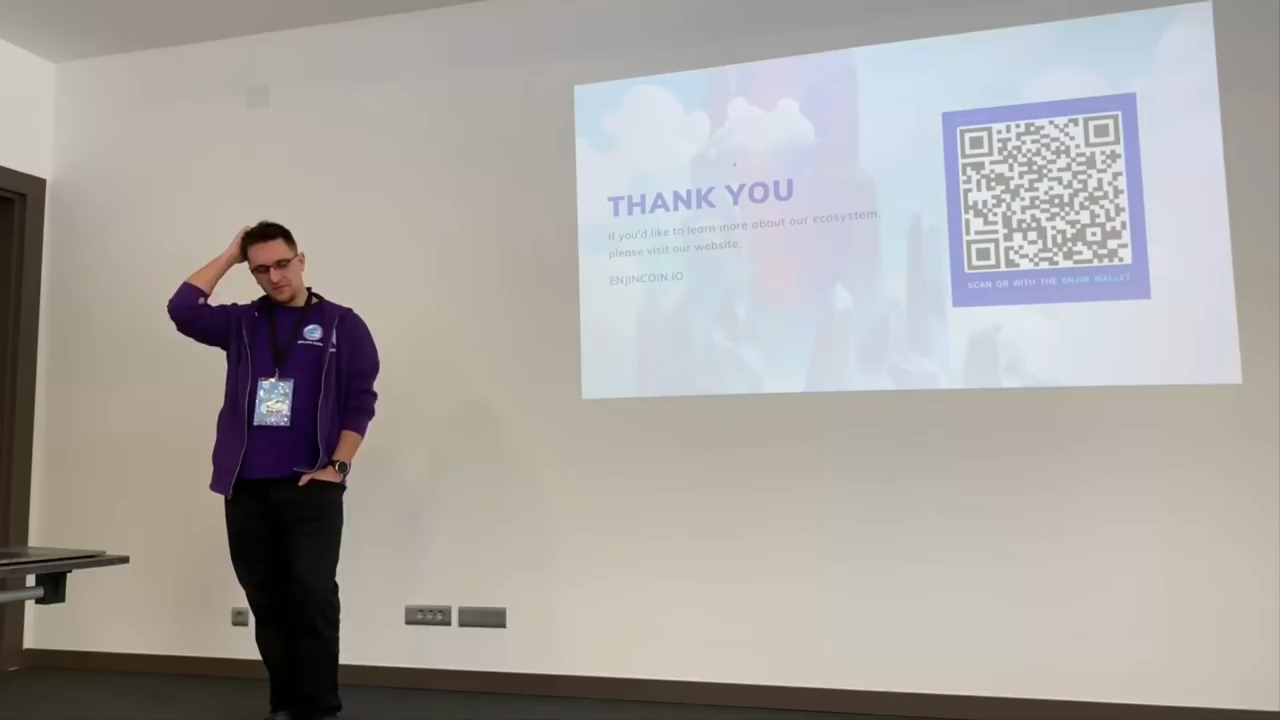 THANK YOU
If you'd like to learn more about our ecosystem,
please visit our website.
ENJINCOIN.IO
SCAN QR WITH THE ENJIN WALLET